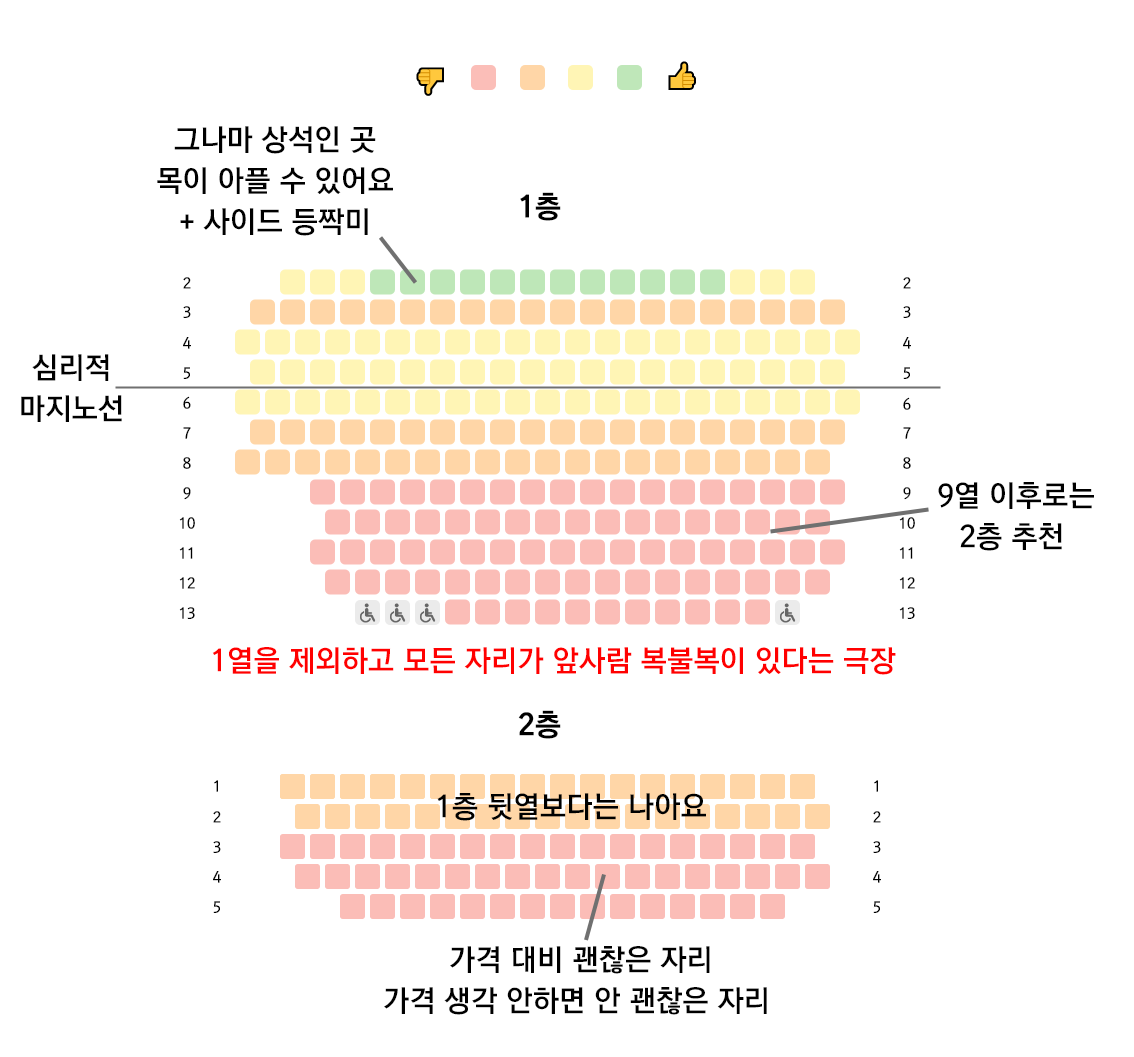 그나마 상석인 곳
목이 아플 수 있어요
+ 사이드 등짝미
1층
2 2
3 3
4 4
심리적
마지노선
5 5
6 6
7 7
8 8
9 9
9열 이후로는
2층 추천
10 10
11 11
12 12
13 13
1열을 제외하고 모든 자리가 앞사람 복불복이 있다는 극장
2층
1 1
1층 뒷열보다는 나아요
2 2
3 3
4 4
5 5
가격 대비 괜찮은 자리
가격 생각 안하면 안 괜찮은 자리